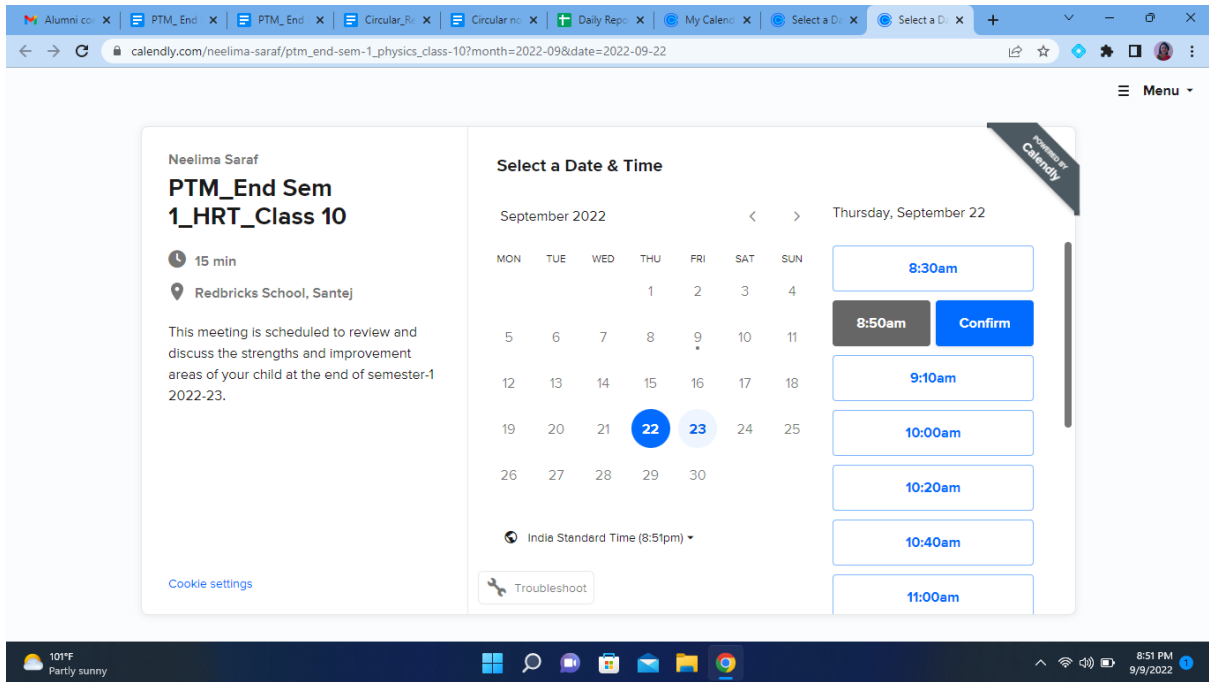 Alumni co
PTM_ End
PTM_ End
Circular_Re
Circular no
Daily Repo
My Calend
Select a Da
Select a Da
calendly.com/neelima-saraf/ptm_end-sem-1_physics_class-10?month=2022-09&date=2022-09-22
Menu
POWERED BY
Calendly
Neelima Saraf
PTM_End Sem
1_HRT_Class 10
15 min
Redbricks School, Santej
This meeting is scheduled to review and
discuss the strengths and improvement
areas of your child at the end of semester-1
2022-23.
Cookie settings
Select a Date & Time
September 2022
MON TUE WED THU FRI SAT SUN
1 2 3 4
5 6 7 8 9 10 11
12 13 14 15 16 17 18
19 20 21 22 23 24 25
26 27 28 29 30
India Standard Time (8:51pm)
Troubleshoot
Thursday, September 22
8:30am
8:50am Confirm
9:10am
10:00am
10:20am
10:40am
11:00am
101°F
Partly sunny
8:51 PM
9/9/2022
1